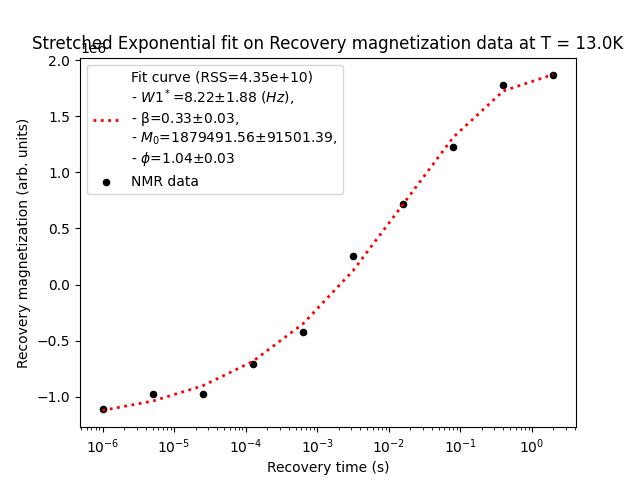 Stretched Exponential fit on Recovery magnetization data at T = 13.0K
1e6
Fit curve (RSS=4.35e+10)
- W1* =8.22±1.88 (Hz),
- β=0.33±0.03,
- M₀=1879491.56±91501.39,
- ϕ=1.04±0.03
NMR data
2.0
1.5
1.0
0.5
0.0
−0.5
−1.0
Recovery magnetization (arb. units)
10⁻⁶ 10⁻⁵ 10⁻⁴ 10⁻³ 10⁻² 10⁻¹ 10⁰
Recovery time (s)